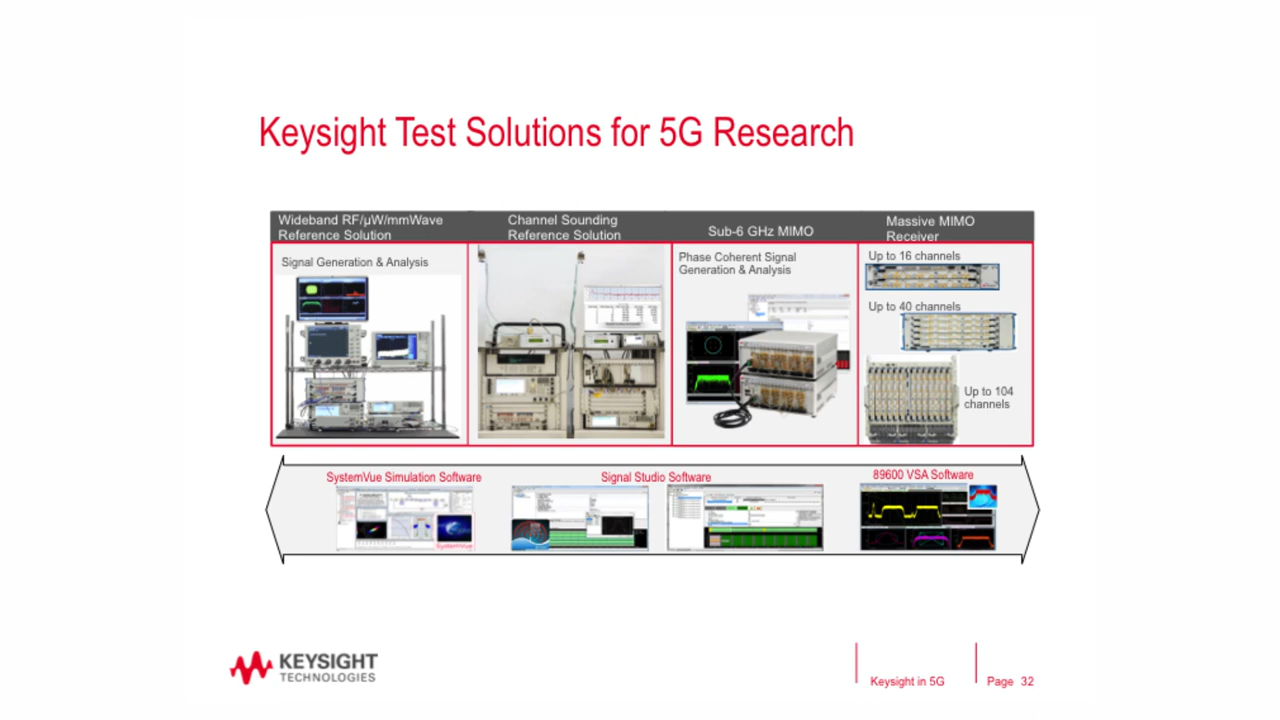 Keysight Test Solutions for 5G Research
Wideband RF/µW/mmWave
Reference Solution
Channel Sounding
Reference Solution
Sub-6 GHz MIMO
Massive MIMO
Receiver
Signal Generation & Analysis
Phase Coherent Signal
Generation & Analysis
Up to 16 channels
Up to 40 channels
Up to 104
channels
SystemVue Simulation Software
Signal Studio Software
89600 VSA Software
SystemVue
KEYSIGHT
TECHNOLOGIES
Keysight in 5G
Page 32